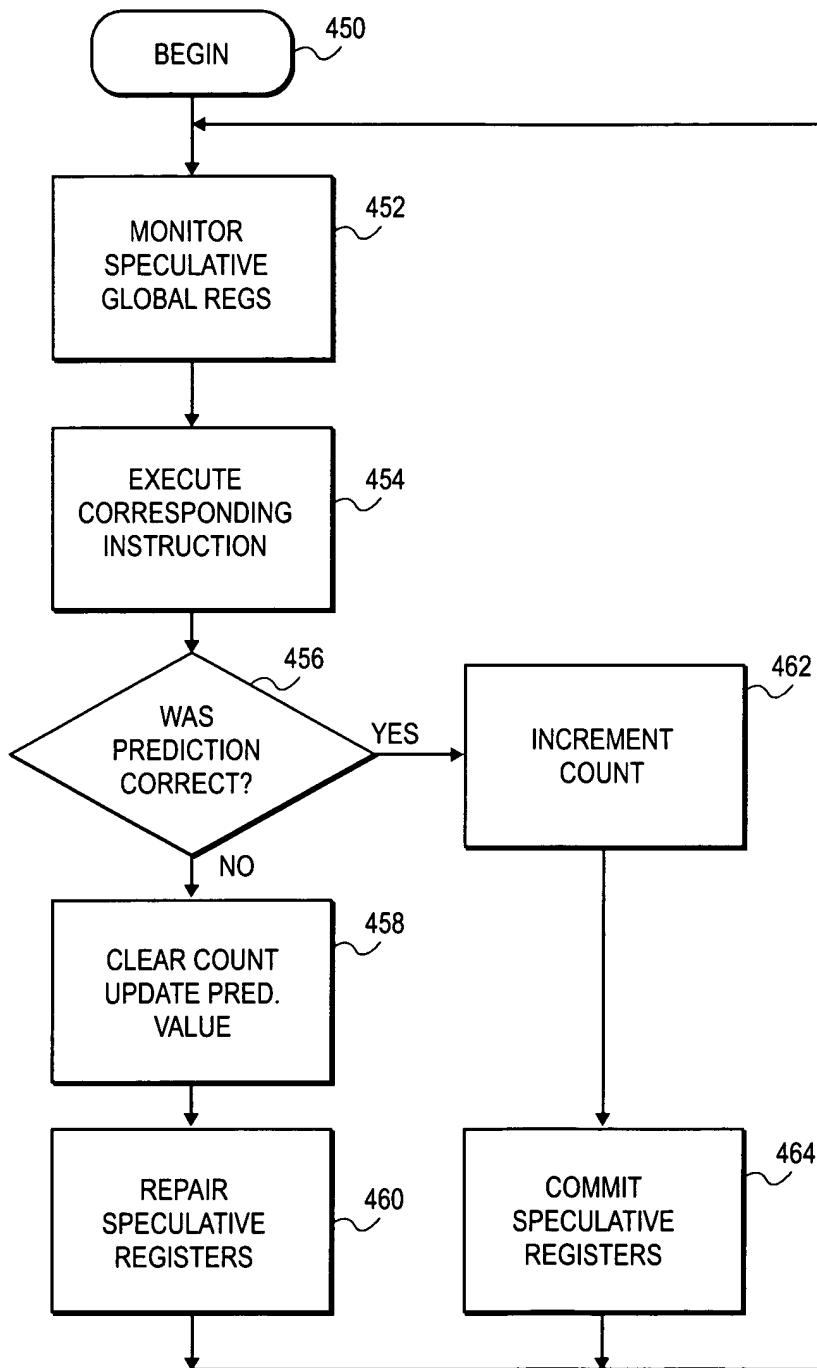 BEGIN
450
MONITOR
SPECULATIVE
GLOBAL REGS
452
EXECUTE
CORRESPONDING
INSTRUCTION
454
456
WAS
PREDICTION
CORRECT?
YES
NO
462
INCREMENT
COUNT
458
CLEAR COUNT
UPDATE PRED.
VALUE
REPAIR
SPECULATIVE
REGISTERS
460
COMMIT
SPECULATIVE
REGISTERS
464